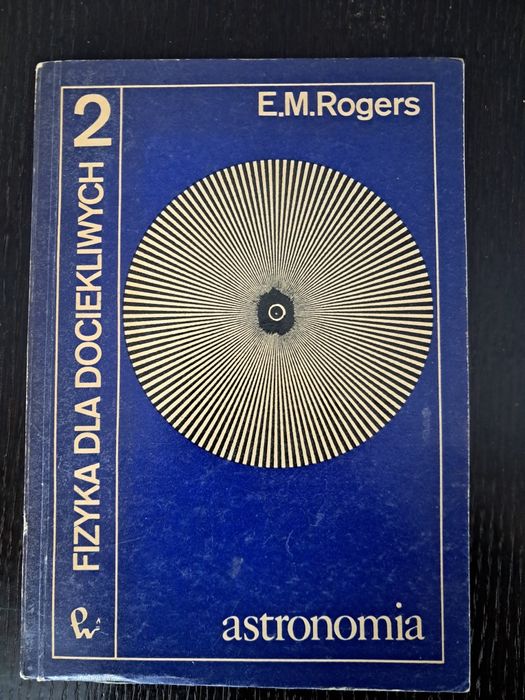 E.M.Rogers
FIZYKA DLA DOCIEKLIWYCH 2
astronomia